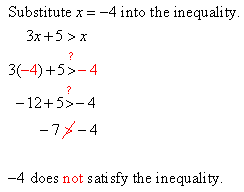 Substitute x = −4 into the inequality.
3x + 5 > x
?
3(−4) + 5 > −4
?
−12 + 5 > −4
−7 ≯ −4
−4 does not satisfy the inequality.